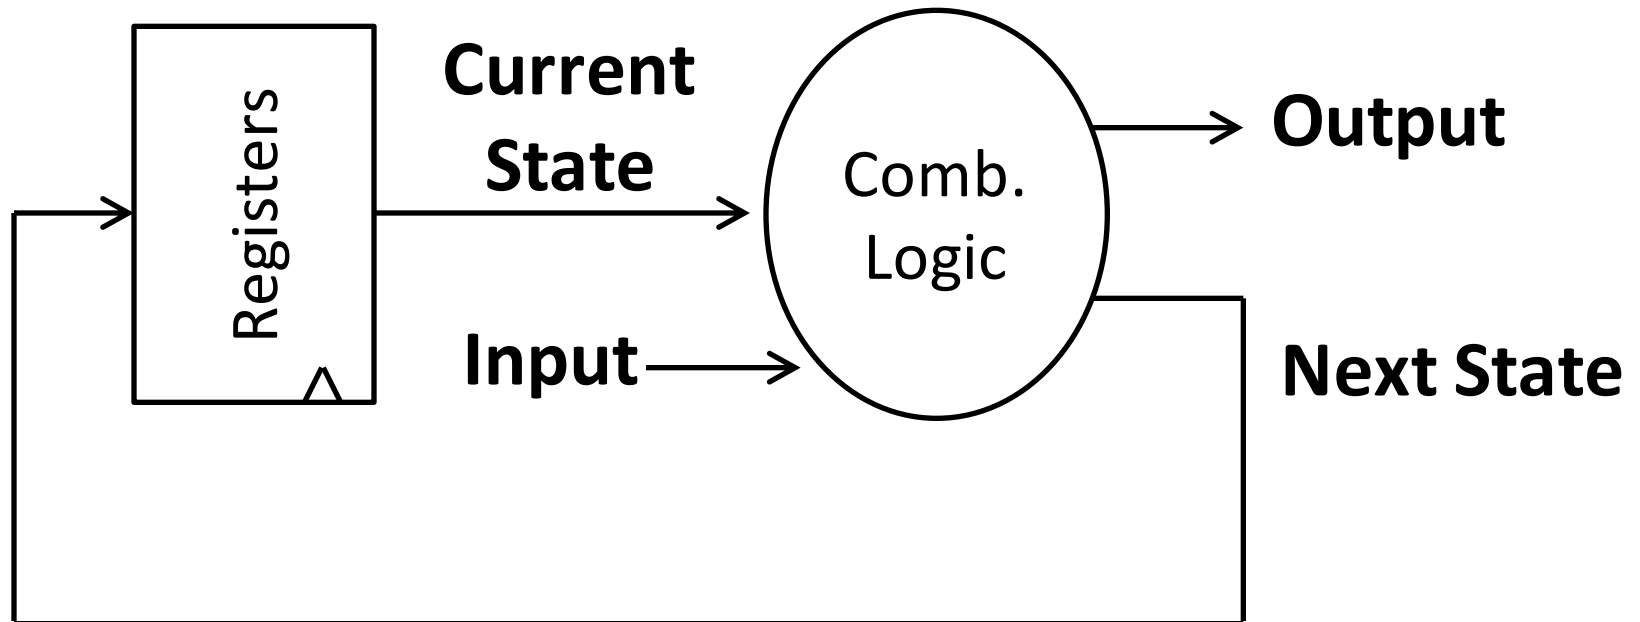 Registers
Current
State
Input
Comb.
Logic
Output
Next State